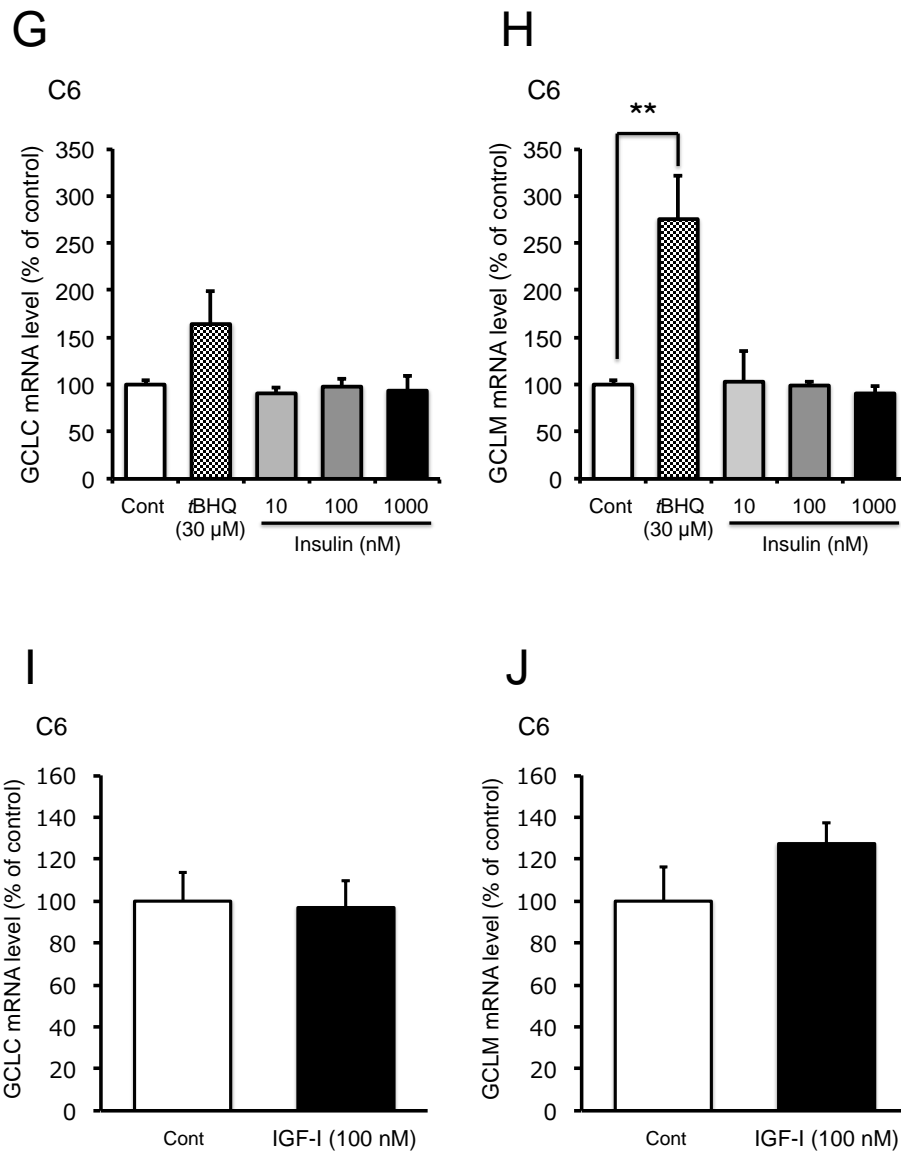 G
C6
GCLC mRNA level (% of control)
350
300
250
200
150
100
50
0
Cont
tBHQ
(30 µM)
10
100
1000
Insulin (nM)
H
C6
**
GCLM mRNA level (% of control)
350
300
250
200
150
100
50
0
Cont
tBHQ
(30 µM)
10
100
1000
Insulin (nM)
I
C6
GCLC mRNA level (% of control)
160
140
120
100
80
60
40
20
0
Cont
IGF-I (100 nM)
J
C6
GCLM mRNA level (% of control)
160
140
120
100
80
60
40
20
0
Cont
IGF-I (100 nM)